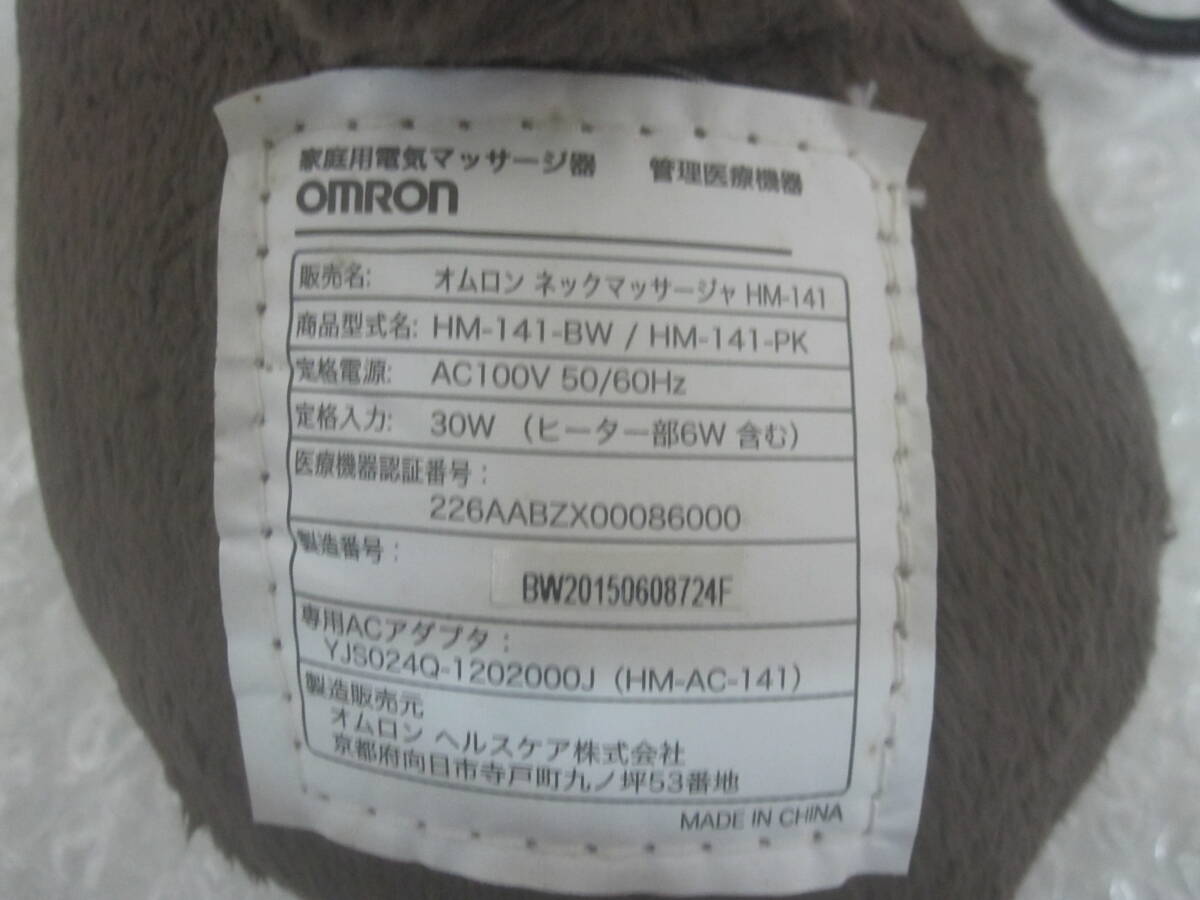 家庭用電気マッサージ器 管理医療機器
OMRON
販売名: オムロン ネックマッサージャ HM-141
商品型式名: HM-141-BW / HM-141-PK
定格電源: AC100V 50/60Hz
定格入力: 30W (ヒーター部6W 含む)
医療機器認証番号:
226AABZX00086000
製造番号:
BW20150608724F
専用ACアダプタ:
YJS024Q-1202000J (HM-AC-141)
製造販売元
オムロン ヘルスケア株式会社
京都府向日市寺戸町九ノ坪53番地
MADE IN CHINA